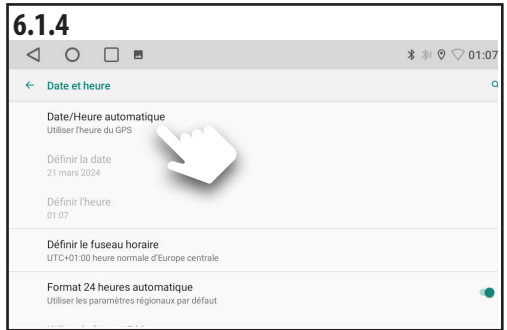 6.1.4
01:07
Date et heure
Date/Heure automatique
Utiliser l'heure du GPS
Définir la date
21 mars 2024
Définir l'heure
01:07
Définir le fuseau horaire
UTC+01:00 heure normale d'Europe centrale
Format 24 heures automatique
Utiliser les paramètres régionaux par défaut